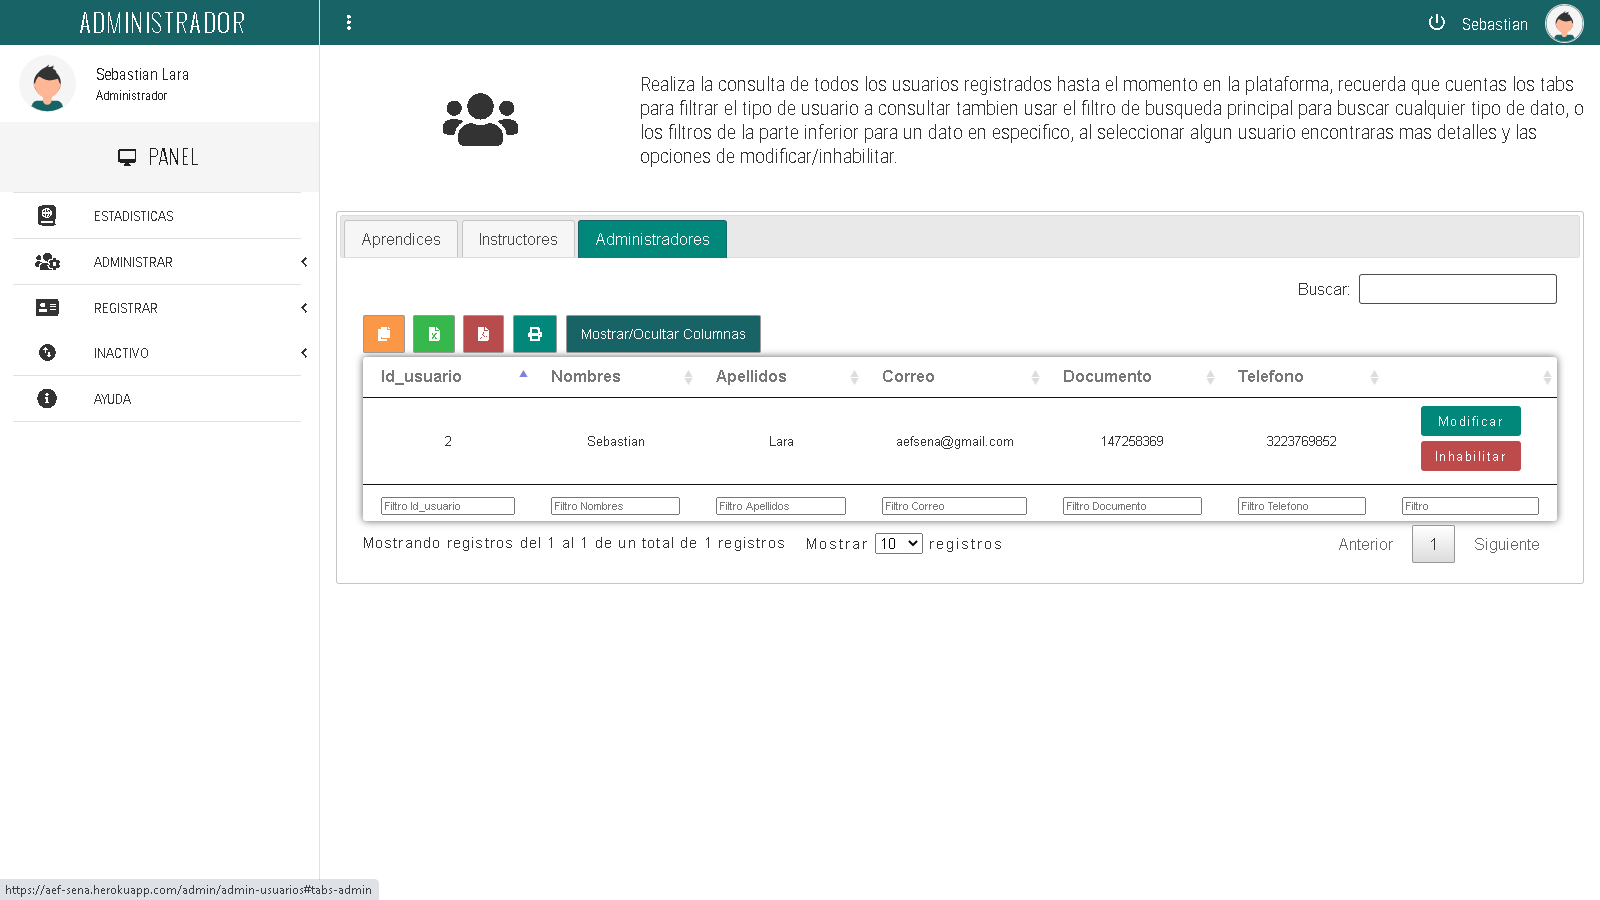 ADMINISTRADOR
Sebastian
Sebastian Lara
Administrador
PANEL
ESTADISTICAS
ADMINISTRAR
REGISTRAR
INACTIVO
AYUDA
Realiza la consulta de todos los usuarios registrados hasta el momento en la plataforma, recuerda que cuentas los tabs
para filtrar el tipo de usuario a consultar tambien usar el filtro de busqueda principal para buscar cualquier tipo de dato, o
los filtros de la parte inferior para un dato en especifico, al seleccionar algun usuario encontraras mas detalles y las
opciones de modificar/inhabilitar.
Aprendices Instructores Administradores
Buscar:
Mostrar/Ocultar Columnas
Id_usuario Nombres Apellidos Correo Documento Telefono
2 Sebastian Lara aefsena@gmail.com 147258369 3223769852
Modificar
Inhabilitar
Filtro Id_usuario Filtro Nombres Filtro Apellidos Filtro Correo Filtro Documento Filtro Telefono Filtro
Mostrando registros del 1 al 1 de un total de 1 registros Mostrar 10 registros Anterior 1 Siguiente
https://aef-sena.herokuapp.com/admin/admin-usuarios#tabs-admin